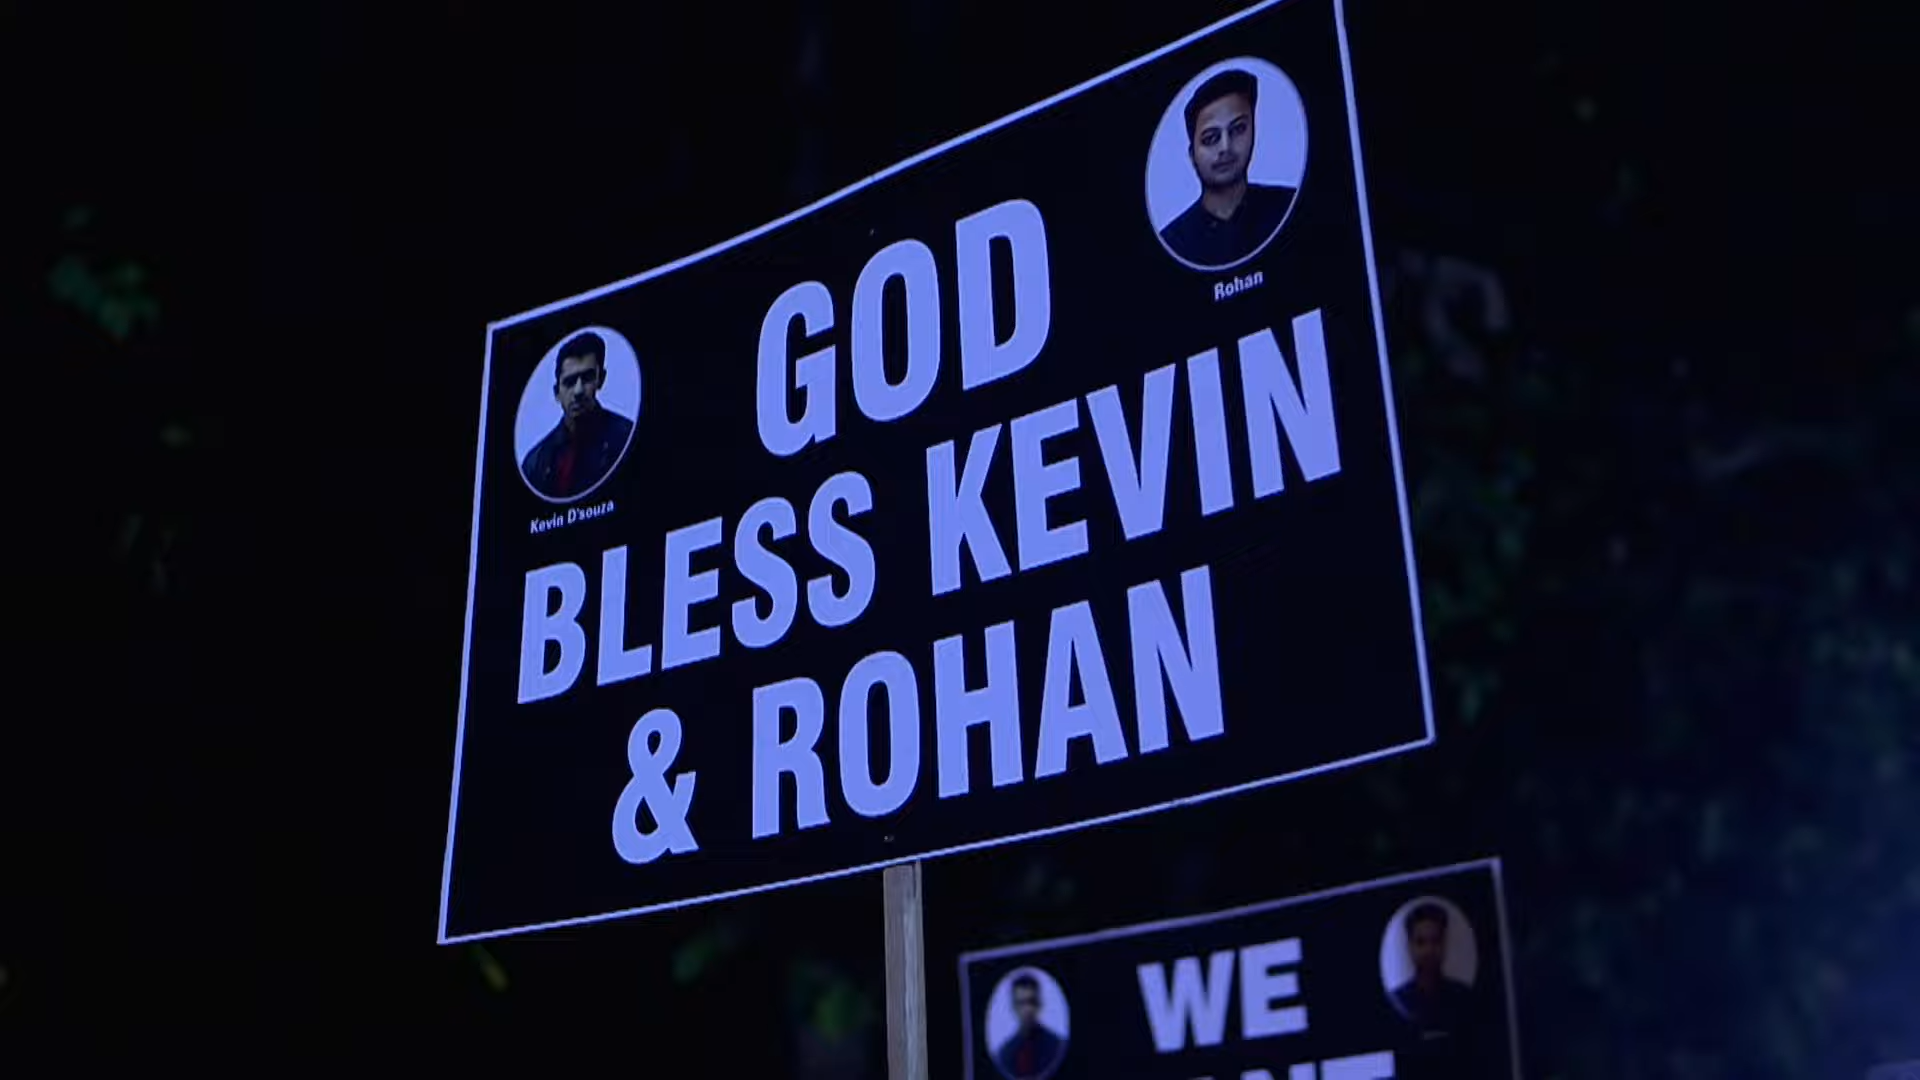 Rohan
Kevin D'souza
GOD
BLESS KEVIN
& ROHAN
WE